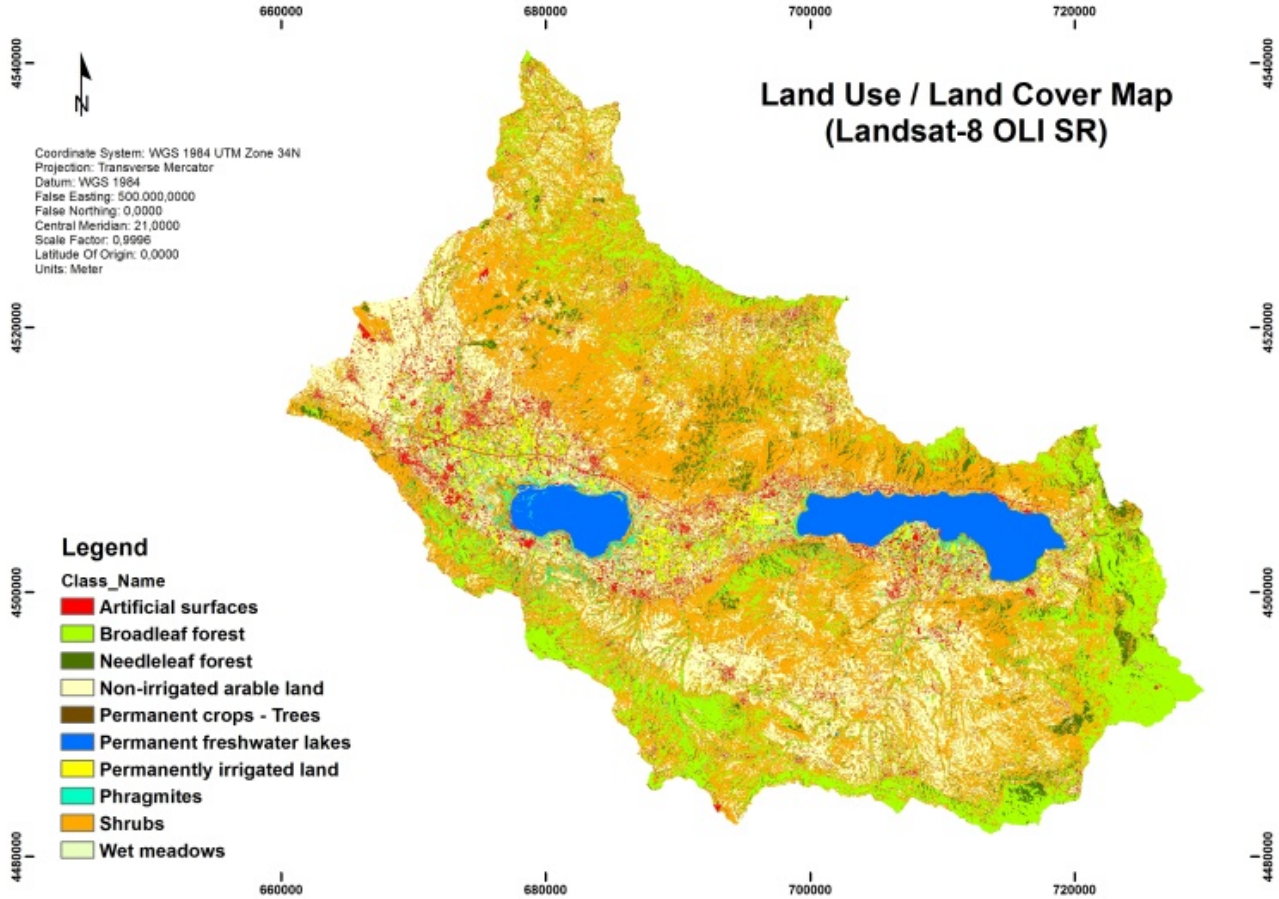 660000 680000 700000 720000
4540000 4540000
N
Land Use / Land Cover Map
(Landsat-8 OLI SR)
Coordinate System: WGS 1984 UTM Zone 34N
Projection: Transverse Mercator
Datum: WGS 1984
False Easting: 500.000,0000
False Northing: 0,0000
Central Meridian: 21,0000
Scale Factor: 0,9996
Latitude Of Origin: 0,0000
Units: Meter
4520000 4520000
Legend
Class_Name
4500000 4500000
Artificial surfaces
Broadleaf forest
Needleleaf forest
Non-irrigated arable land
Permanent crops - Trees
Permanent freshwater lakes
Permanently irrigated land
Phragmites
Shrubs
Wet meadows
4480000 4480000
660000 680000 700000 720000